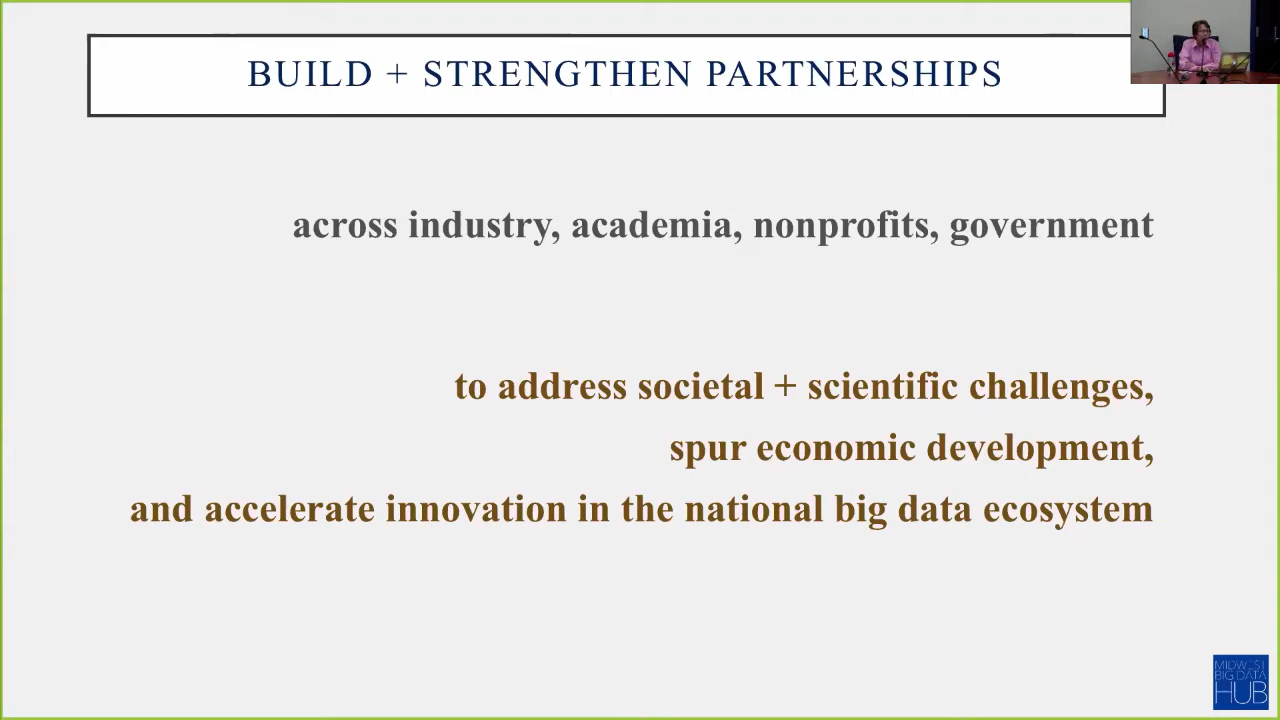 BUILD + STRENGTHEN PARTNERSHIPS
across industry, academia, nonprofits, government
to address societal + scientific challenges,
spur economic development,
and accelerate innovation in the national big data ecosystem
MIDWEST
BIG DATA
HUB